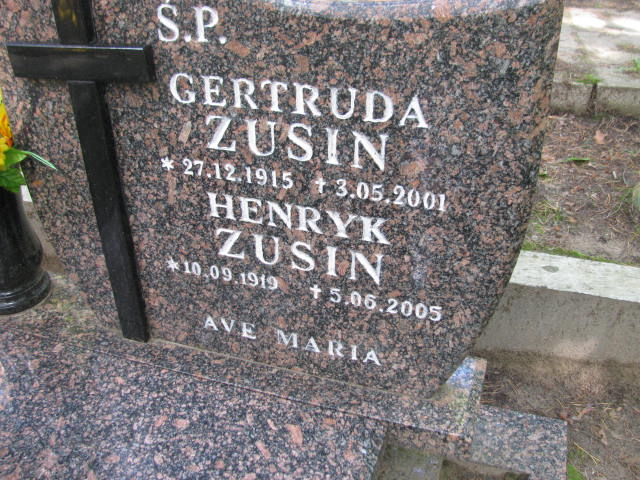 Ś.P.
GERTRUDA
ZUSIN
* 27.12.1915 ✝ 3.05.2001
HENRYK
ZUSIN
* 10.09.1919 ✝ 5.06.2005
AVE MARIA